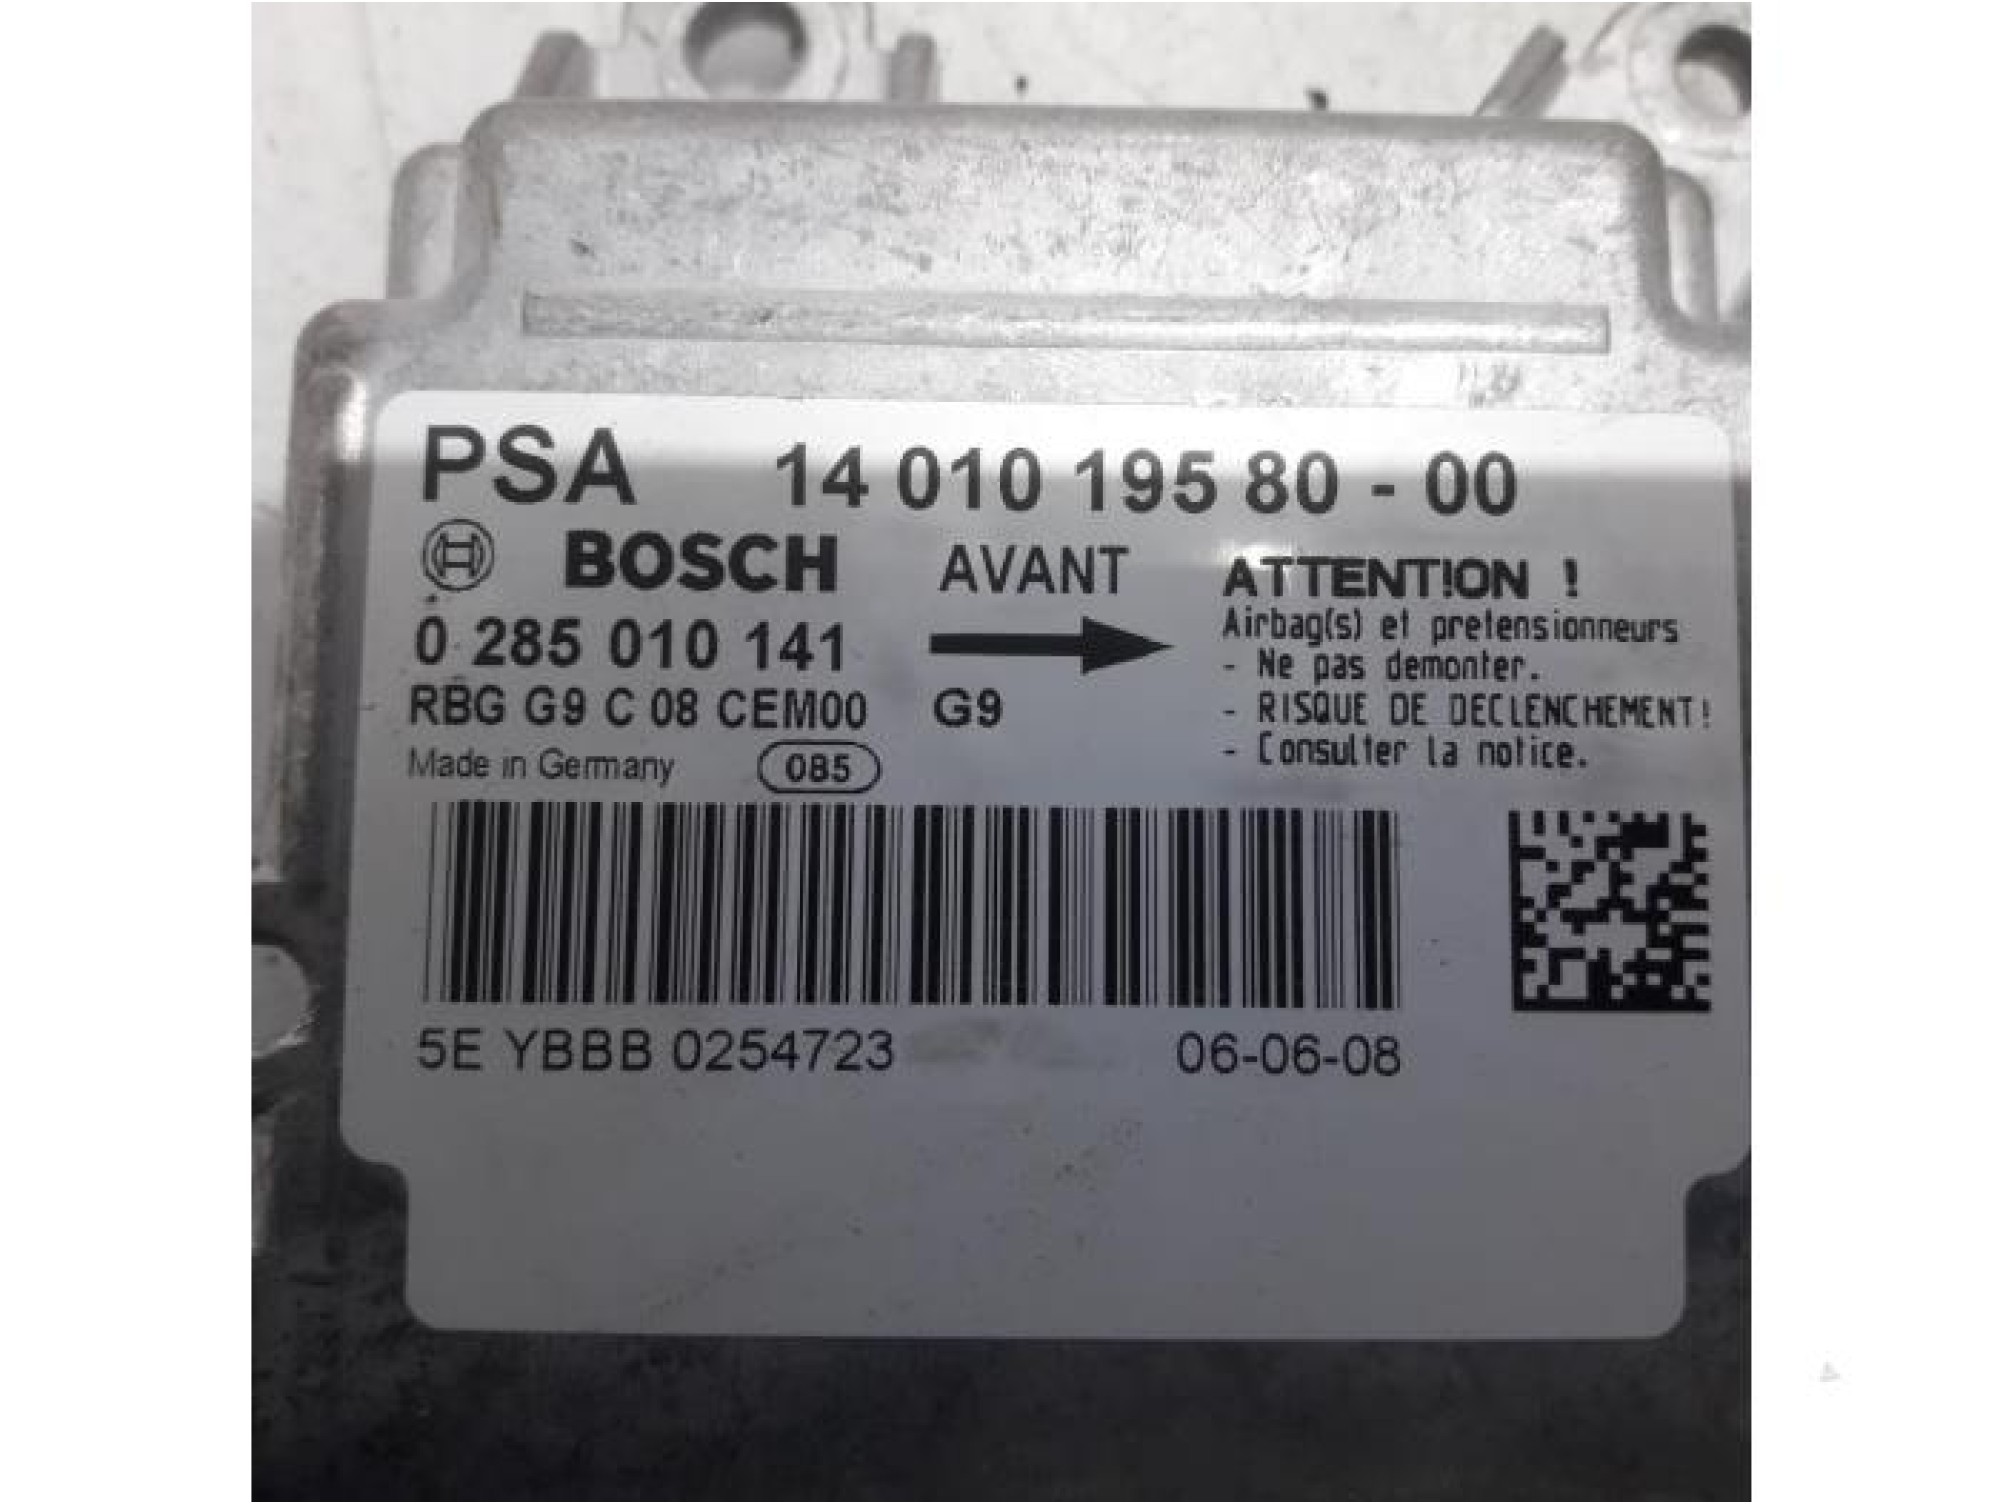 PSA 14 010 195 80 - 00
BOSCH AVANT ATTENTION !
0 285 010 141 Airbag(s) et pretensionneurs
- Ne pas demonter.
RBG G9 C 08 CEM00 G9 - RISQUE DE DECLENCHEMENT!
Made in Germany 085 - Consulter la notice.
5E YBBB 0254723 06-06-08